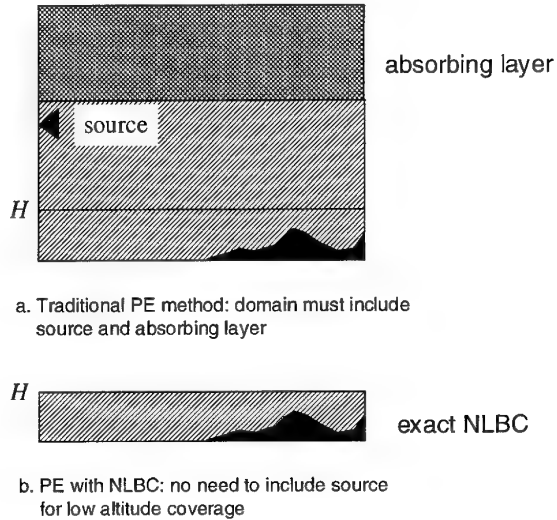 absorbing layer
source
H
a. Traditional PE method: domain must include
source and absorbing layer
H
exact NLBC
b. PE with NLBC: no need to include source
for low altitude coverage